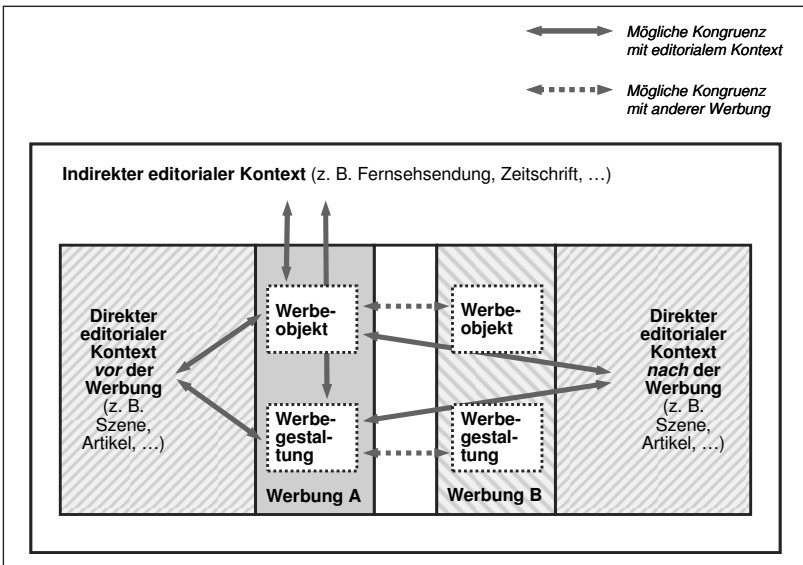 Mögliche Kongruenz
mit editorialem Kontext
Mögliche Kongruenz
mit anderer Werbung
Indirekter editorialer Kontext (z. B. Fernsehsendung, Zeitschrift, …)
Direkter
editorialer
Kontext
vor der
Werbung
(z. B.
Szene,
Artikel, …)
Werbe-
objekt
Werbe-
gestal-
tung
Werbung A
Werbe-
objekt
Werbe-
gestal-
tung
Werbung B
Direkter
editorialer
Kontext
nach der
Werbung
(z. B.
Szene,
Artikel, …)